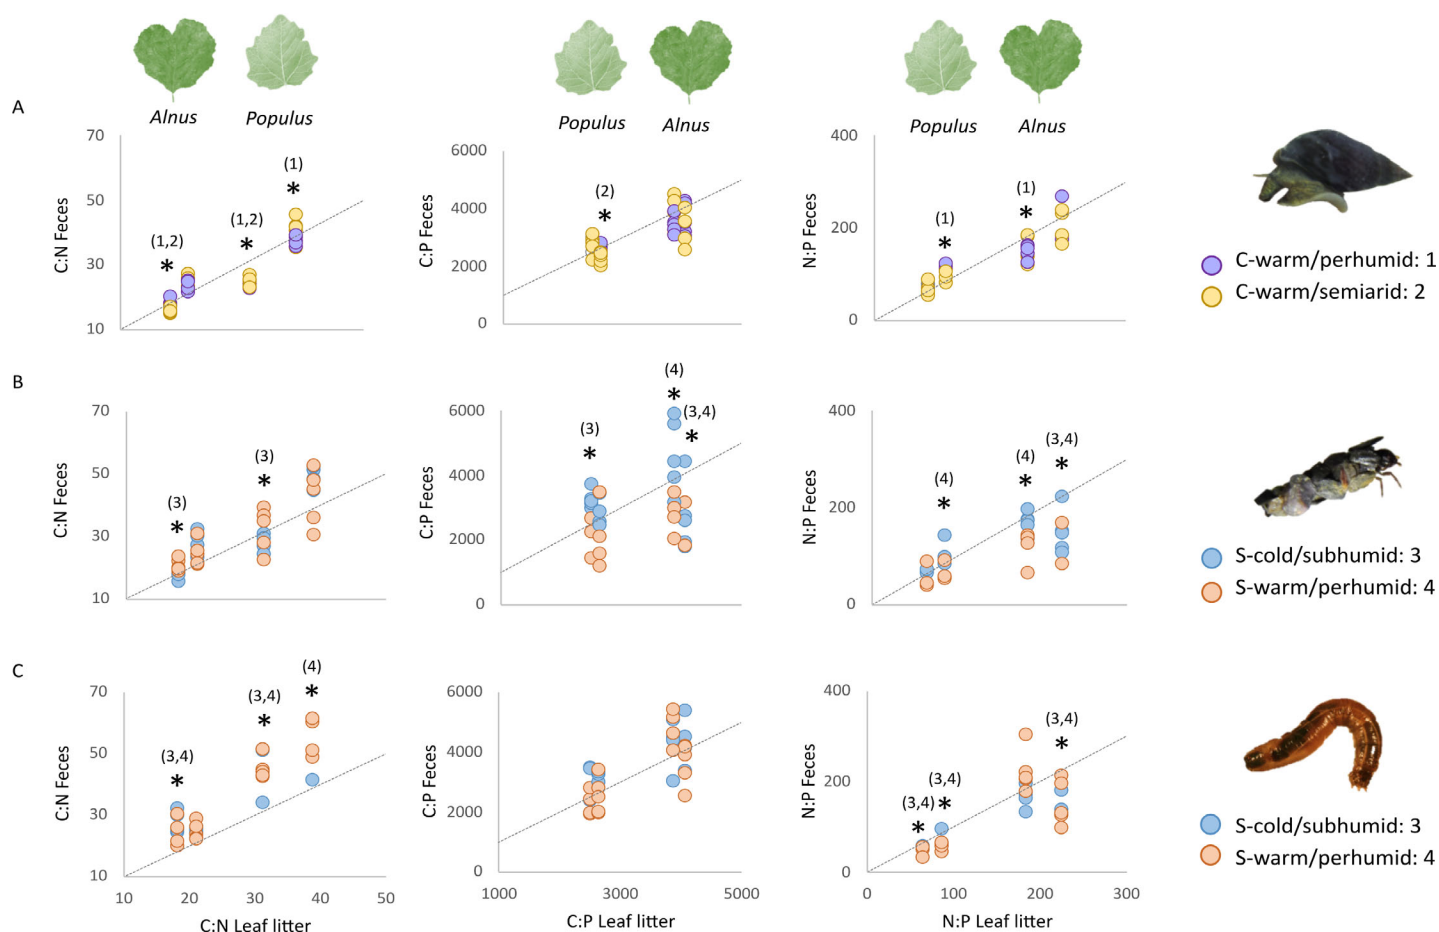 Alnus
Populus
Populus
Alnus
Populus
Alnus
A
C:N Feces
70
50
30
10
(1,2)
(1,2)
(1)
*
*
*
C:P Feces
6000
4000
2000
0
(2)
*
N:P Feces
400
200
0
(1)
(1)
*
*
C-warm/perhumid: 1
C-warm/semiarid: 2
B
C:N Feces
70
50
30
10
(3)
(3)
*
*
C:P Feces
6000
4000
2000
0
(3)
(4)
(3,4)
*
*
*
N:P Feces
400
200
0
(4)
(4)
(3,4)
*
*
*
S-cold/subhumid: 3
S-warm/perhumid: 4
C
C:N Feces
70
50
30
10
(3,4)
(3,4)
(4)
*
*
*
10 20 30 40 50
C:N Leaf litter
C:P Feces
6000
4000
2000
0
1000 3000 5000
C:P Leaf litter
N:P Feces
400
200
0
(3,4)
(3,4)
(3,4)
*
*
*
0 100 200 300
N:P Leaf litter
S-cold/subhumid: 3
S-warm/perhumid: 4